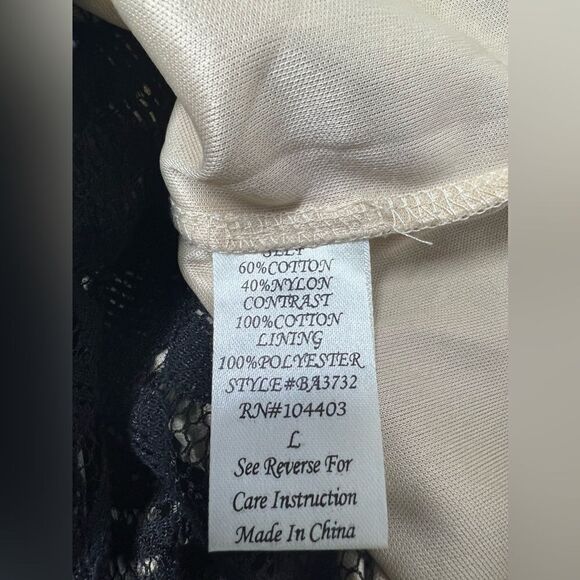 SELF
60%COTTON
40%NYLON
CONTRAST
100%COTTON
LINING
100%POLYESTER
STYLE#BA3732
RN#104403
L
See Reverse For
Care Instruction
Made In China